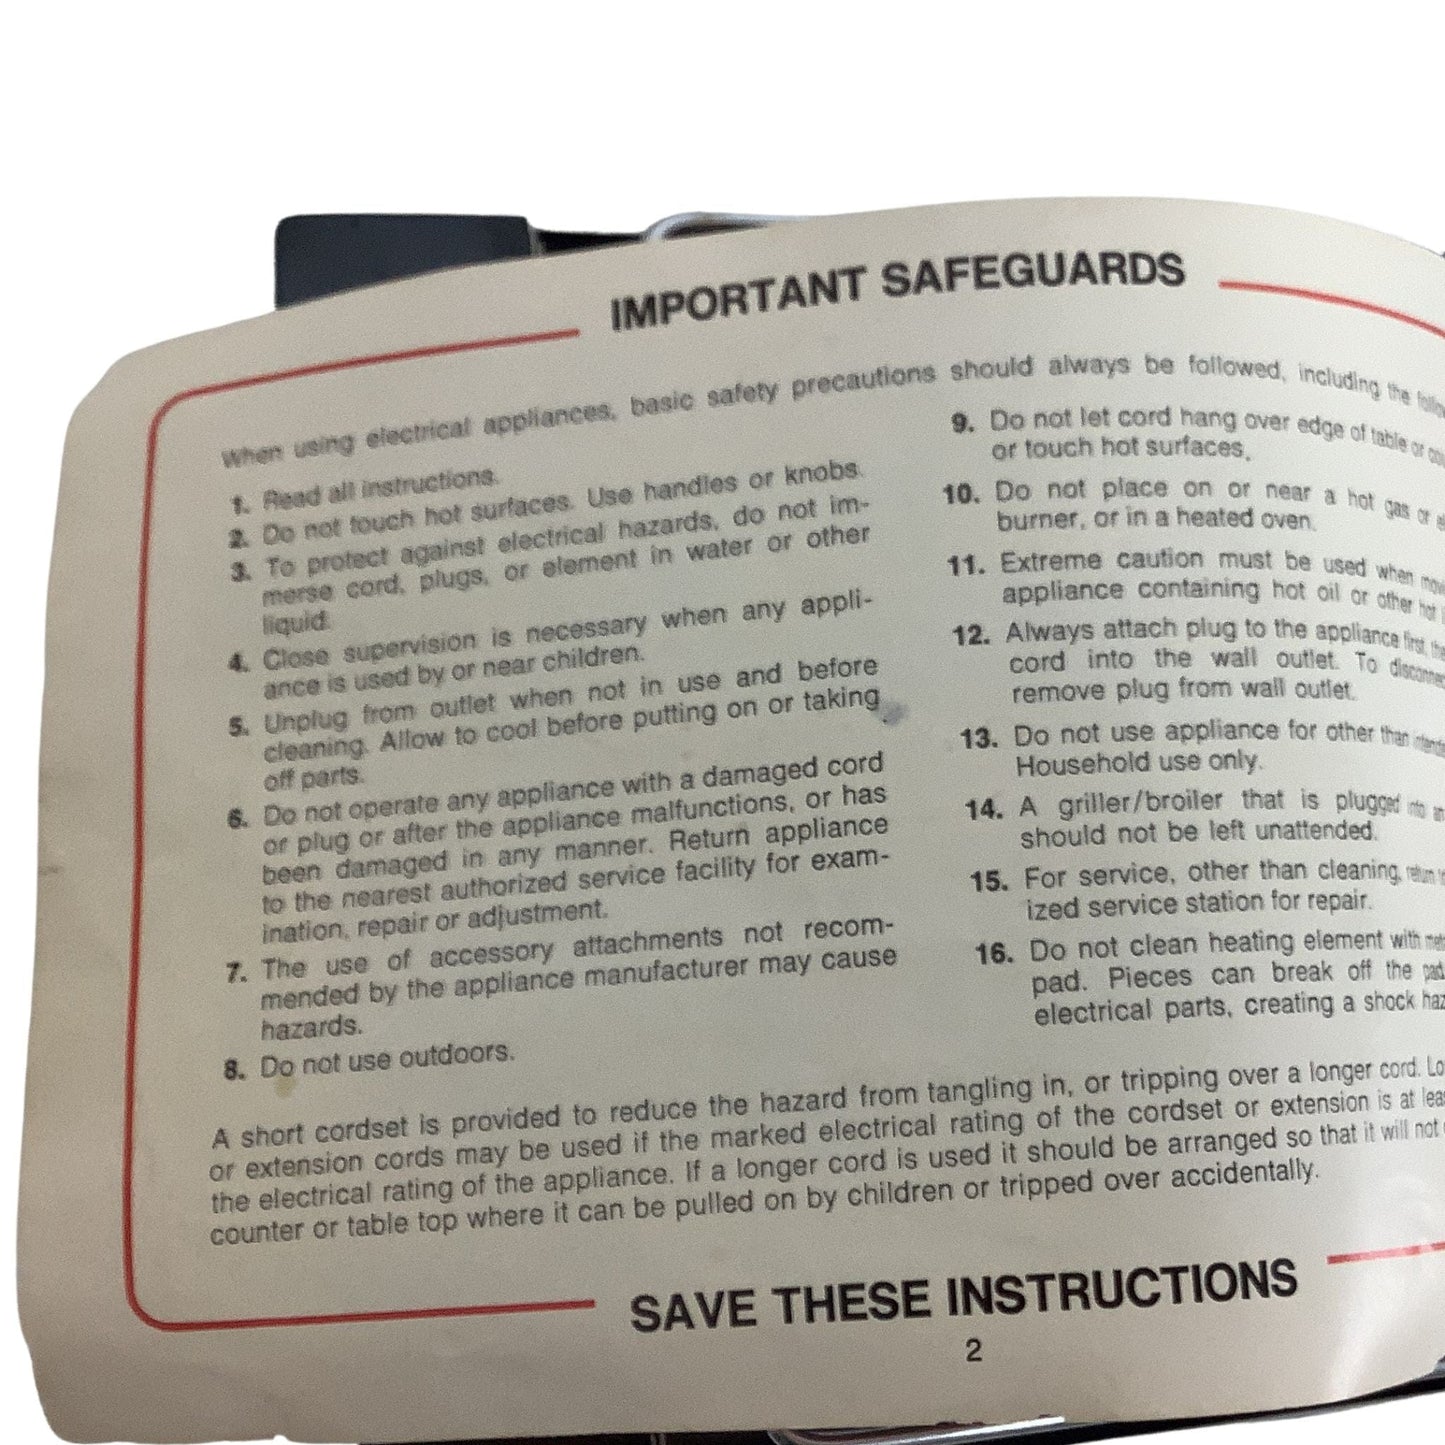 IMPORTANT SAFEGUARDS
When using electrical appliances, basic safety precautions should always be followed, including the
1. Read all instructions.
2. Do not touch hot surfaces. Use handles or knobs.
3. To protect against electrical hazards, do not im-
merse cord, plugs, or element in water or other
liquid.
4. Close supervision is necessary when any appli-
ance is used by or near children.
5. Unplug from outlet when not in use and before
cleaning. Allow to cool before putting on or taking
off parts.
6. Do not operate any appliance with a damaged cord
or plug or after the appliance malfunctions, or has
been damaged in any manner. Return appliance
to the nearest authorized service facility for exam-
ination, repair or adjustment.
7. The use of accessory attachments not recom-
mended by the appliance manufacturer may cause
hazards.
8. Do not use outdoors.
9. Do not let cord hang over edge of table or
or touch hot surfaces.
10. Do not place on or near a hot gas or
burner, or in a heated oven.
11. Extreme caution must be used when
appliance containing hot oil or other hot
12. Always attach plug to the appliance first,
cord into the wall outlet. To
remove plug from wall outlet.
13. Do not use appliance for other than
Household use only.
14. A griller/broiler that is plugged into
should not be left unattended.
15. For service, other than cleaning, return
ized service station for repair.
16. Do not clean heating element with
pad. Pieces can break off the pad
electrical parts, creating a shock
A short cordset is provided to reduce the hazard from tangling in, or tripping over a longer cord.
or extension cords may be used if the marked electrical rating of the cordset or extension is at
the electrical rating of the appliance. If a longer cord is used it should be arranged so that it will not
counter or table top where it can be pulled on by children or tripped over accidentally.
SAVE THESE INSTRUCTIONS
2